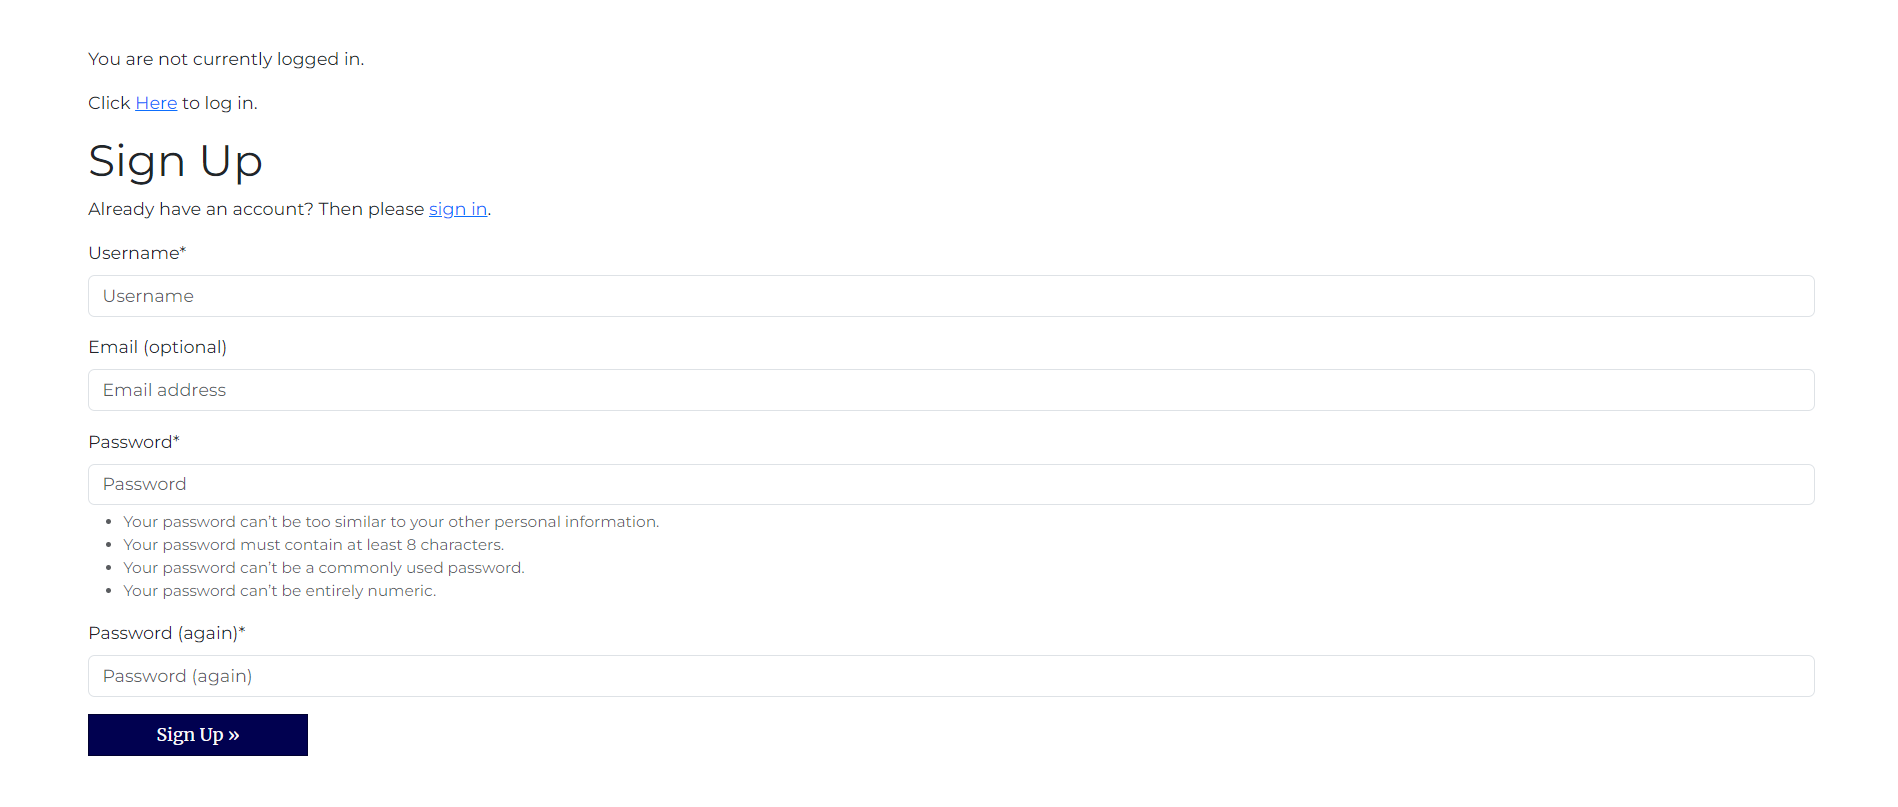 You are not currently logged in.
Click Here to log in.
Sign Up
Already have an account? Then please sign in.
Username*
Username
Email (optional)
Email address
Password*
Password
• Your password can’t be too similar to your other personal information.
• Your password must contain at least 8 characters.
• Your password can’t be a commonly used password.
• Your password can’t be entirely numeric.
Password (again)*
Password (again)
Sign Up »